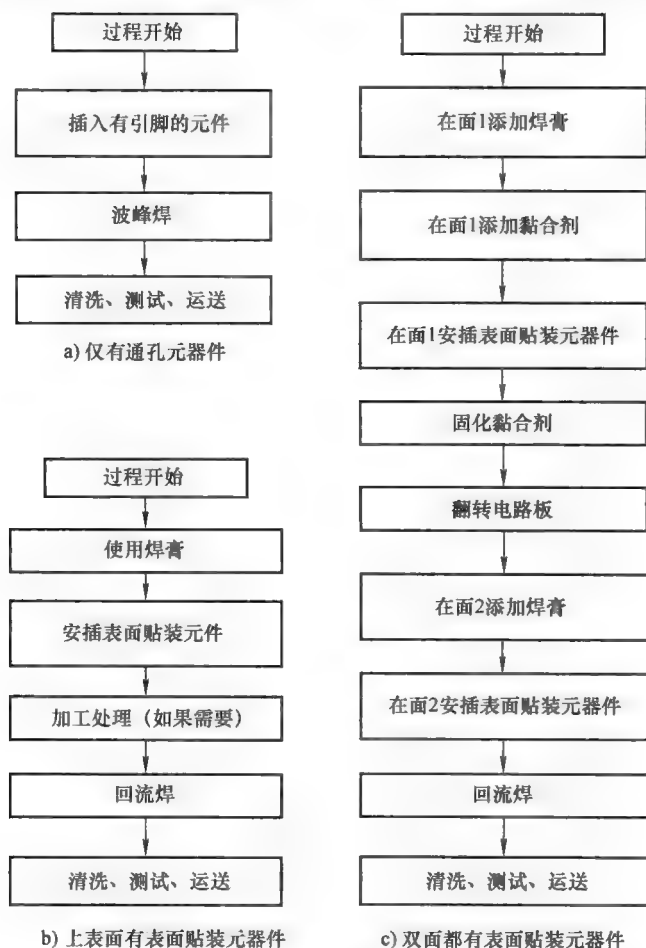 过程开始
插入有引脚的元件
波峰焊
清洗、测试、运送
a) 仅有通孔元器件
过程开始
使用焊膏
安插表面贴装元件
加工处理（如果需要）
回流焊
清洗、测试、运送
b) 上表面有表面贴装元器件
过程开始
在面1添加焊膏
在面1添加黏合剂
在面1安插表面贴装元器件
固化黏合剂
翻转电路板
在面2添加焊膏
在面2安插表面贴装元器件
回流焊
清洗、测试、运送
c) 双面都有表面贴装元器件